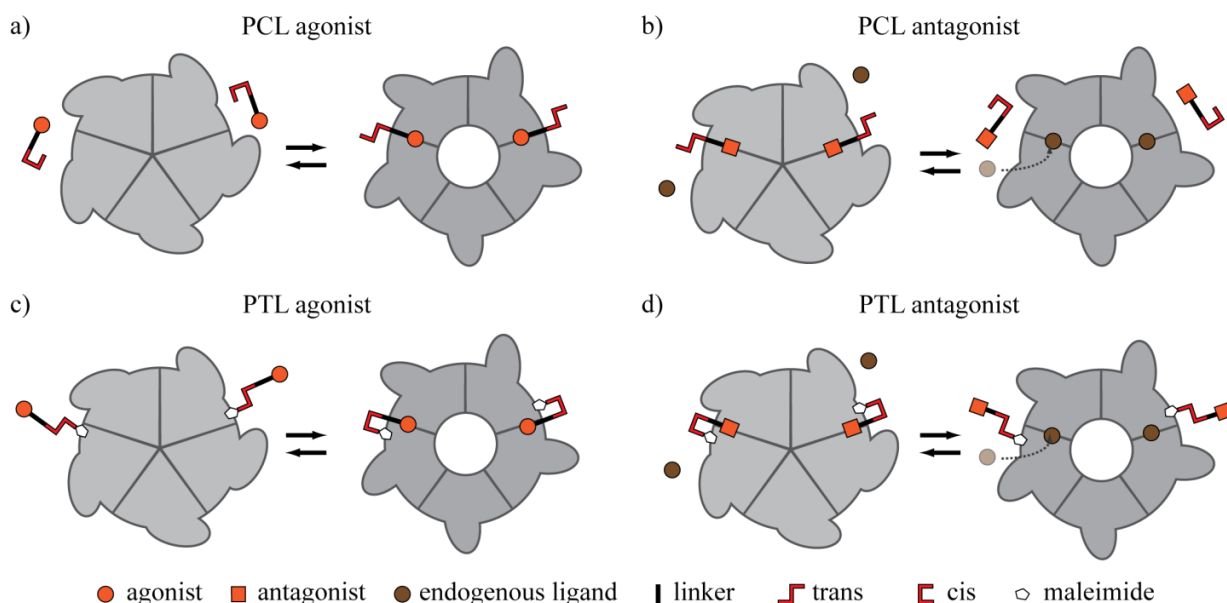 a) PCL agonist
b) PCL antagonist
c) PTL agonist
d) PTL antagonist
agonist antagonist endogenous ligand linker trans cis maleimide